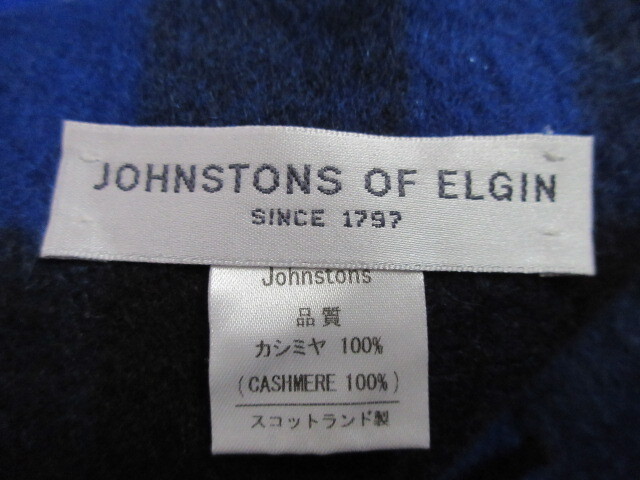 JOHNSTONS OF ELGIN
SINCE 1797
Johnstons
品質
カシミヤ 100%
(CASHMERE 100%)
スコットランド製